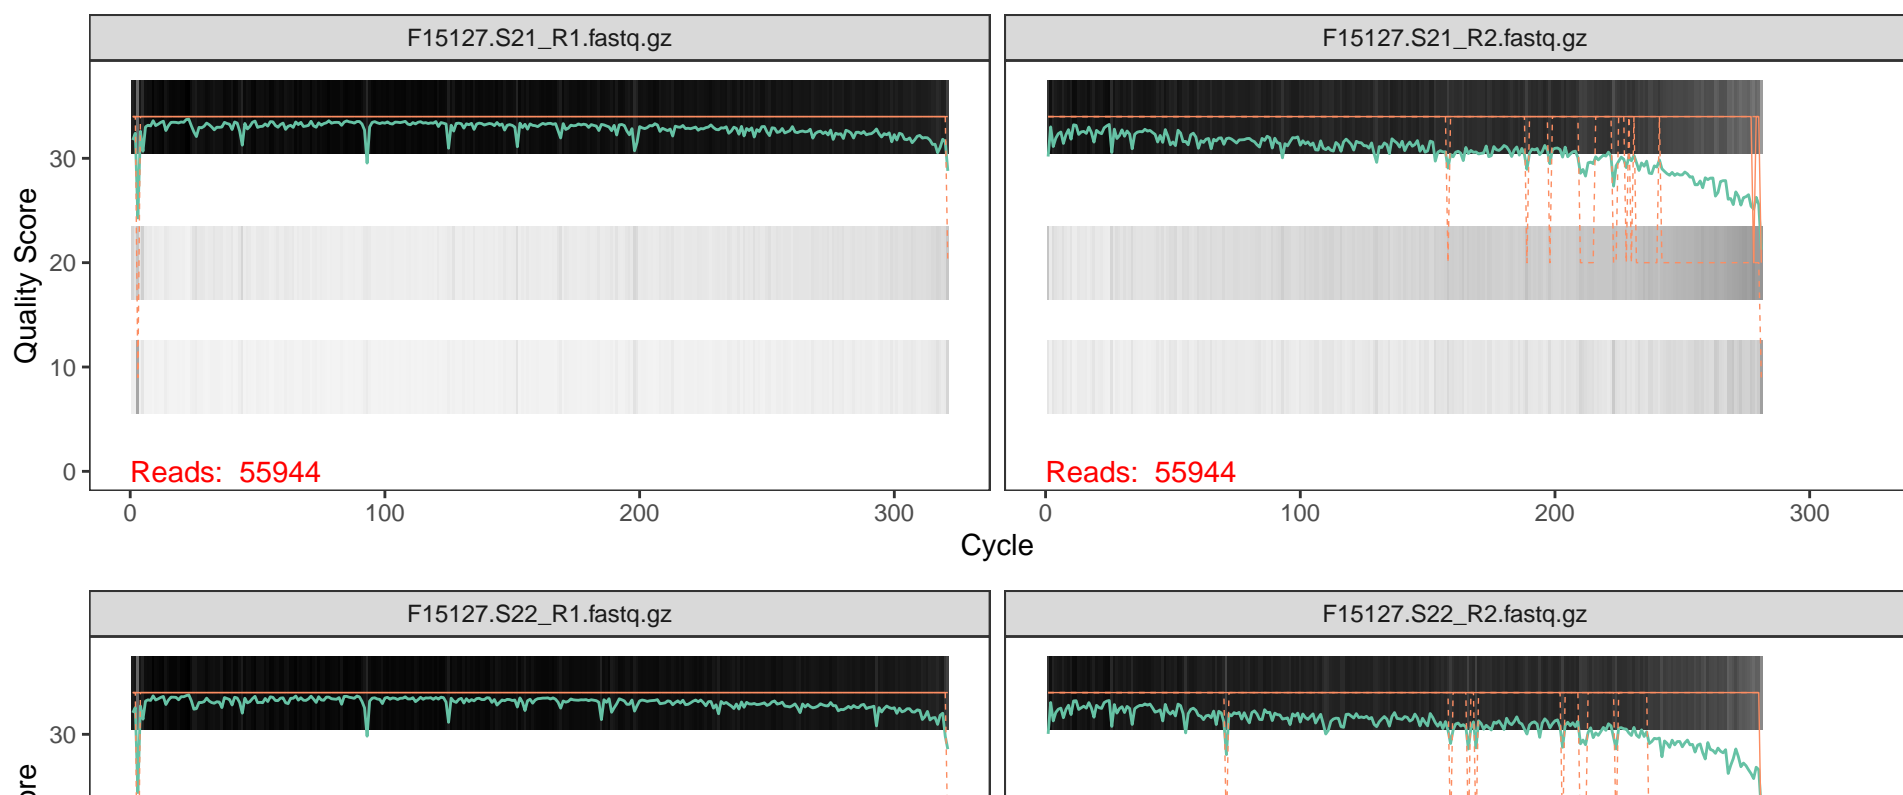 F15127.S21_R1.fastq.gz
F15127.S21_R2.fastq.gz
Quality Score
30
20
10
0
Reads: 55944
Reads: 55944
0
100
200
300
0
100
200
300
Cycle
F15127.S22_R1.fastq.gz
F15127.S22_R2.fastq.gz
30
ore